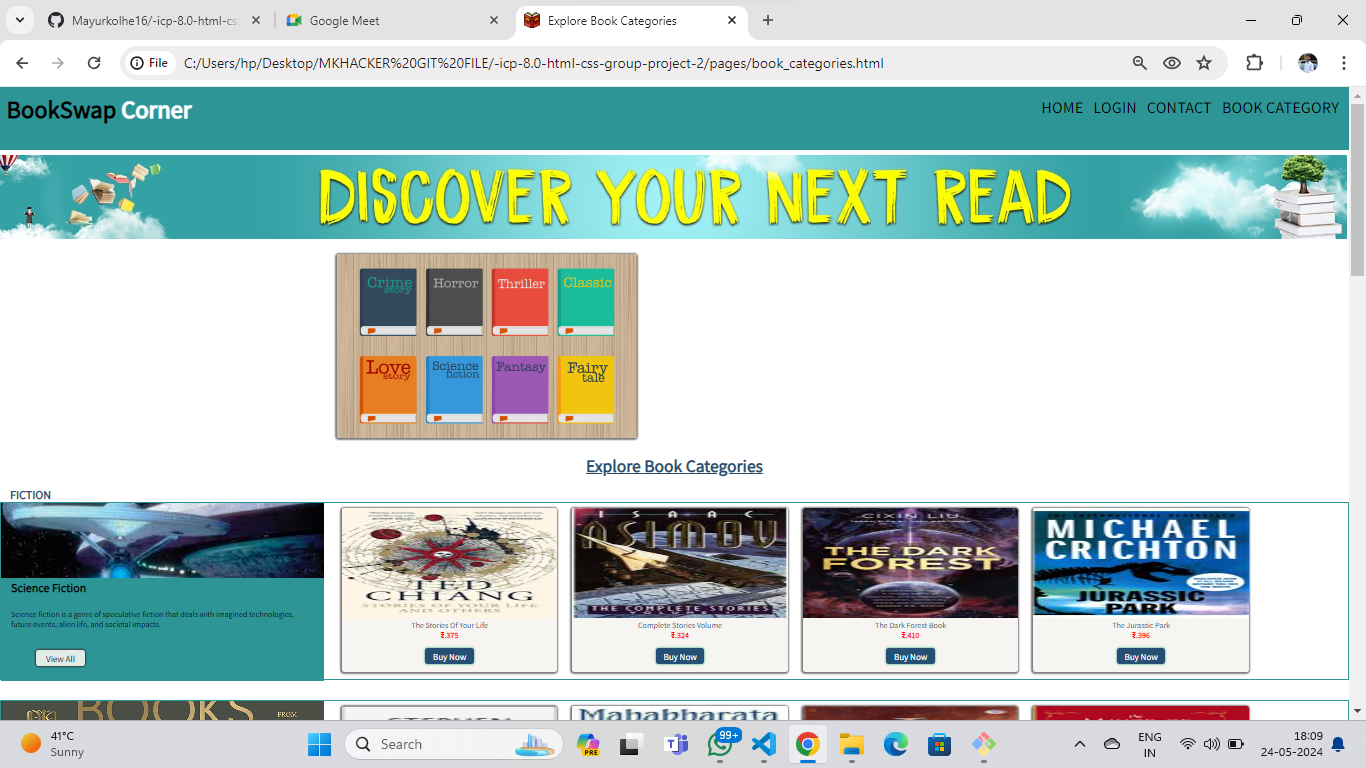 Mayurkolhe16/-icp-8.0-html-cs
Google Meet
Explore Book Categories
File
C:/Users/hp/Desktop/MKHACKER%20GIT%20FILE/-icp-8.0-html-css-group-project-2/pages/book_categories.html
BookSwap Corner
HOME LOGIN CONTACT BOOK CATEGORY
DISCOVER YOUR NEXT READ
Crime story
Horror
Thriller
Classic
Love story
Science fiction
Fantasy
Fairy tale
Explore Book Categories
FICTION
Science Fiction
Science fiction is a genre of speculative fiction that deals with imagined technologies,
future events, alien life, and societal impacts.
View All
TED
CHIANG
STORIES OF YOUR LIFE
AND OTHERS
The Stories Of Your Life
₹.375
Buy Now
ISAAC
ASIMOV
THE COMPLETE STORIES
Complete Stories Volume
₹.324
Buy Now
CIXIN LIU
THE DARK
FOREST
The Dark Forest Book
₹.410
Buy Now
MICHAEL
CRICHTON
JURASSIC
PARK
The Jurassic Park
₹.396
Buy Now
BOOKS
FROM
STEPHEN
Mahabharata
41°C
Sunny
Search
PRE
99+
ENG
IN
18:09
24-05-2024